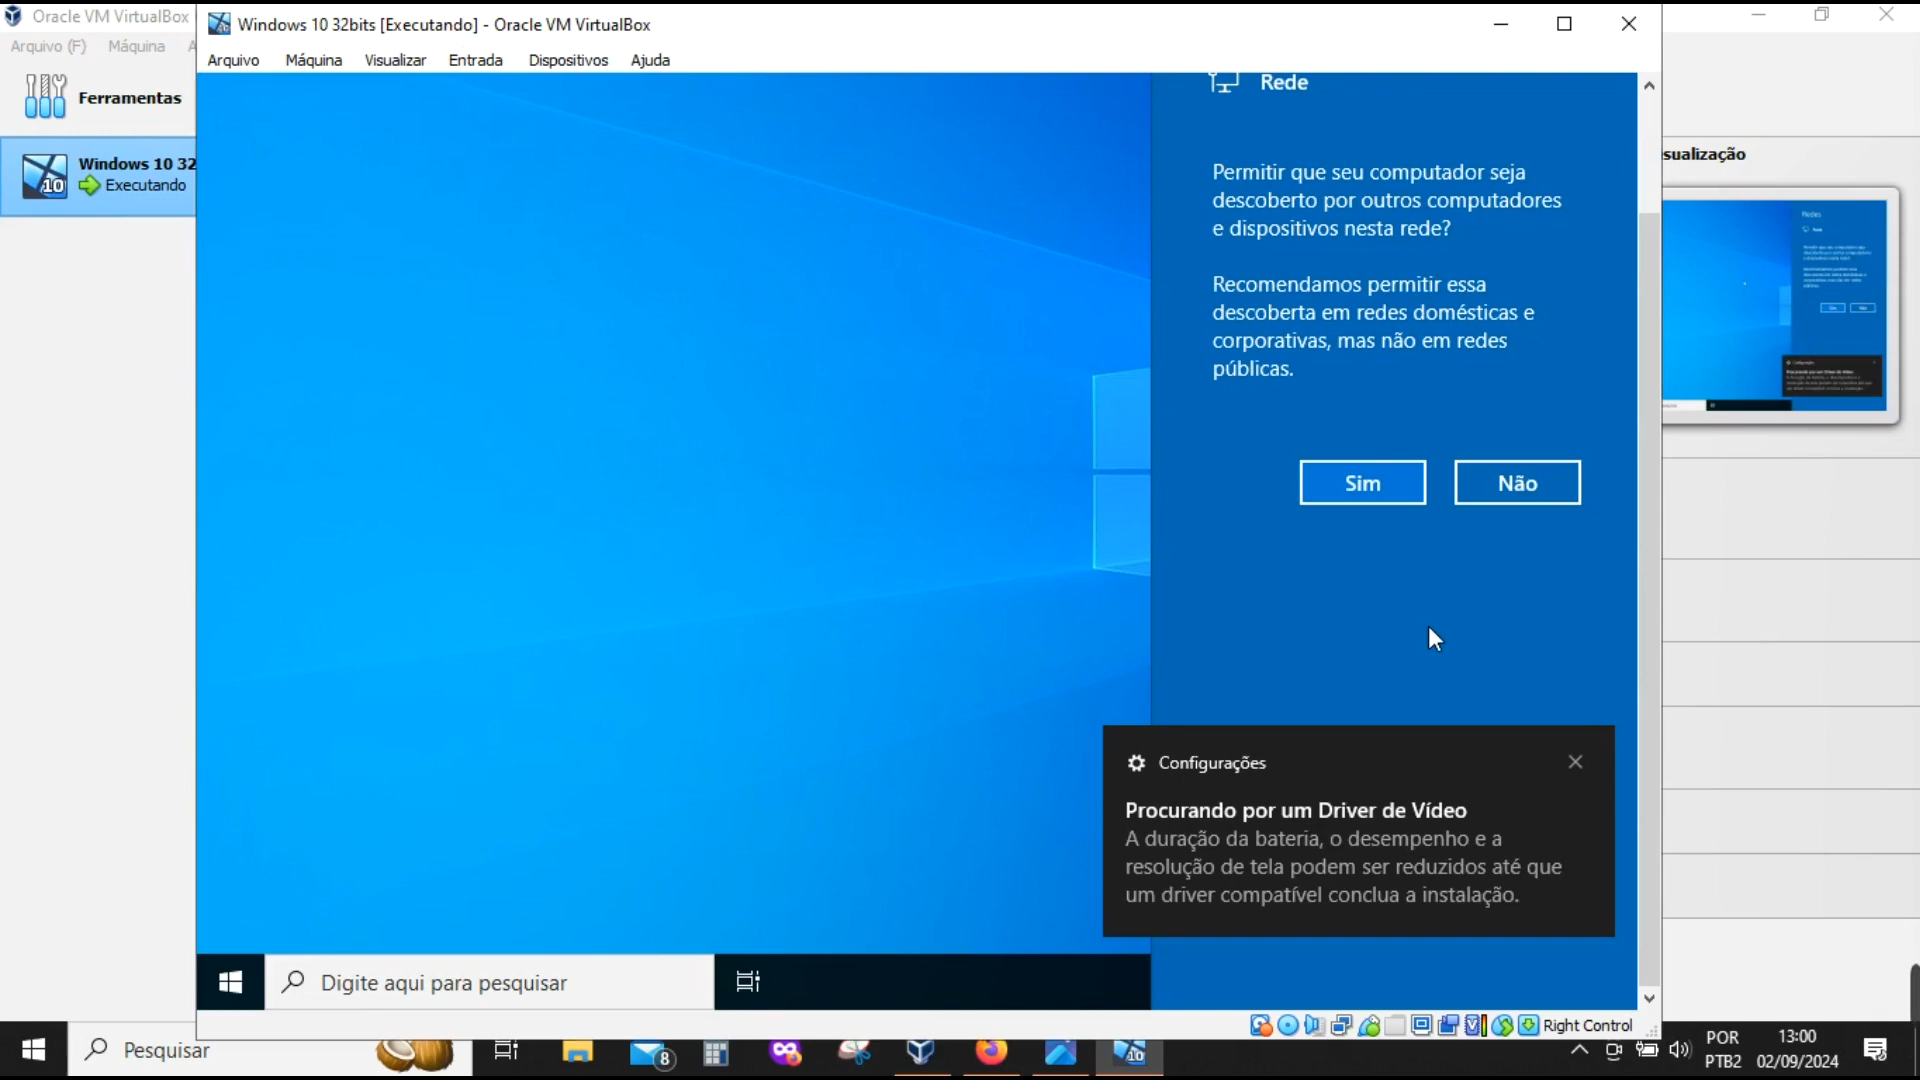 Oracle VM VirtualBox
Windows 10 32bits [Executando] - Oracle VM VirtualBox
Arquivo (F) Máquina A
Arquivo Máquina Visualizar Entrada Dispositivos Ajuda
Ferramentas
Windows 10 32
10
Executando
sualização
Rede
Permitir que seu computador seja
descoberto por outros computadores
e dispositivos nesta rede?
Recomendamos permitir essa
descoberta em redes domésticas e
corporativas, mas não em redes
públicas.
Sim Não
Configurações
Procurando por um Driver de Vídeo
A duração da bateria, o desempenho e a
resolução de tela podem ser reduzidos até que
um driver compatível conclua a instalação.
Digite aqui para pesquisar
Right Control
Pesquisar
8
10
POR
PTB2
13:00
02/09/2024